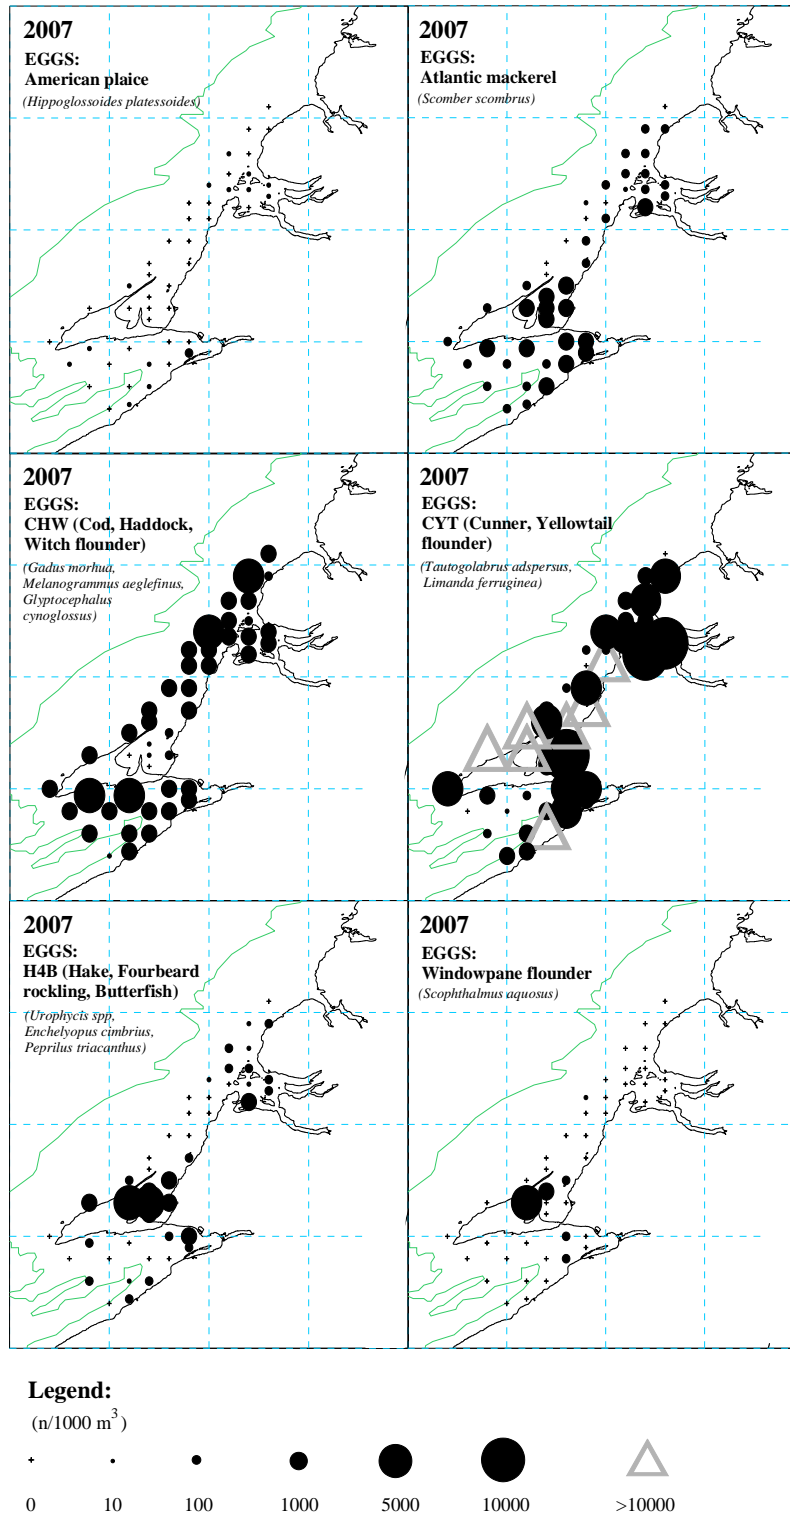 2007
EGGS:
American plaice
(Hippoglossoides platessoides)
2007
EGGS:
Atlantic mackerel
(Scomber scombrus)
2007
EGGS:
CHW (Cod, Haddock,
Witch flounder)
(Gadus morhua,
Melanogrammus aeglefinus,
Glyptocephalus
cynoglossus)
2007
EGGS:
CYT (Cunner, Yellowtail
flounder)
(Tautogolabrus adspersus,
Limanda ferruginea)
2007
EGGS:
H4B (Hake, Fourbeard
rockling, Butterfish)
(Urophycis spp,
Enchelyopus cimbrius,
Peprilus triacanthus)
2007
EGGS:
Windowpane flounder
(Scophthalmus aquosus)
Legend:
(n/1000 m³)
0 10 100 1000 5000 10000 >10000